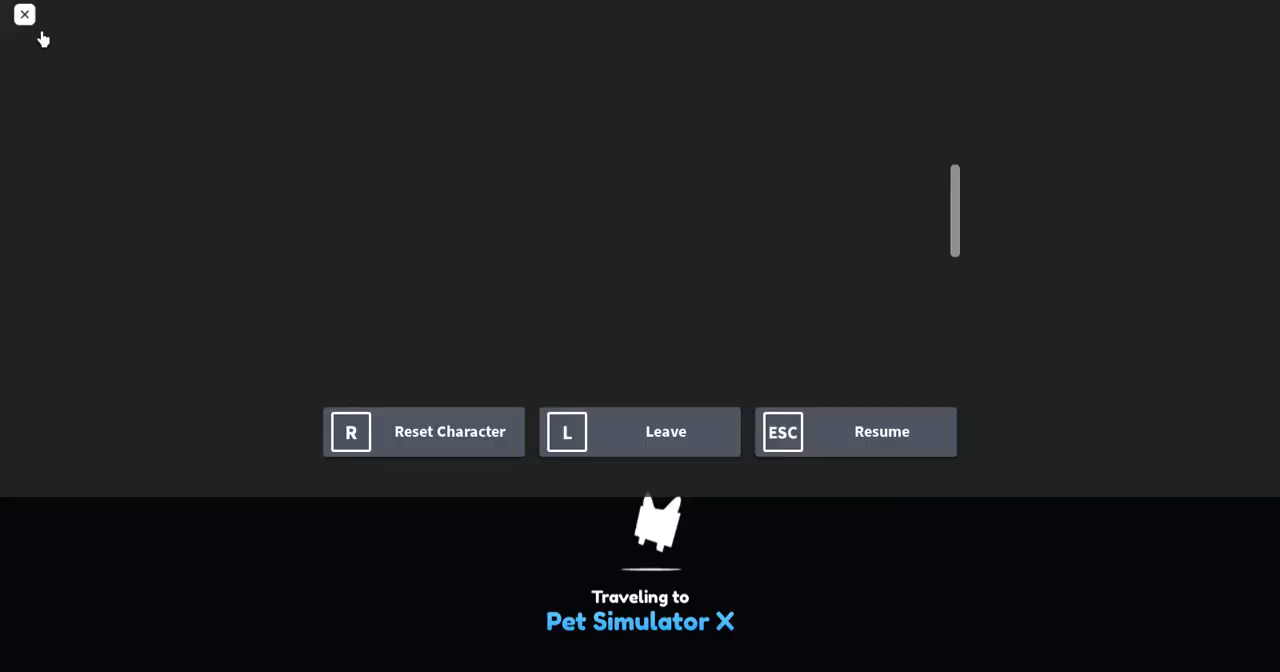 R Reset Character L Leave ESC Resume
Traveling to
Pet Simulator X